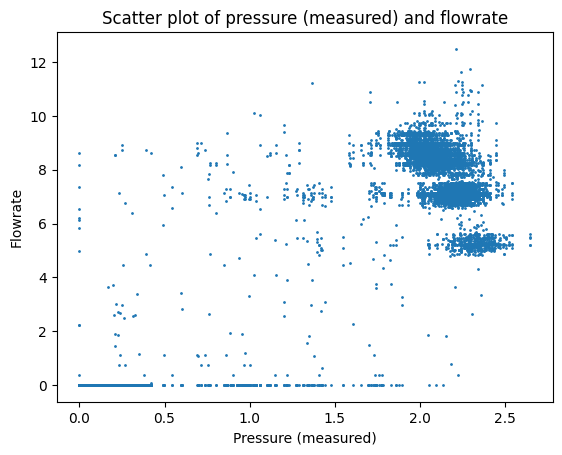 Scatter plot of pressure (measured) and flowrate
12
10
8
6
4
2
0
Flowrate
0.0 0.5 1.0 1.5 2.0 2.5
Pressure (measured)